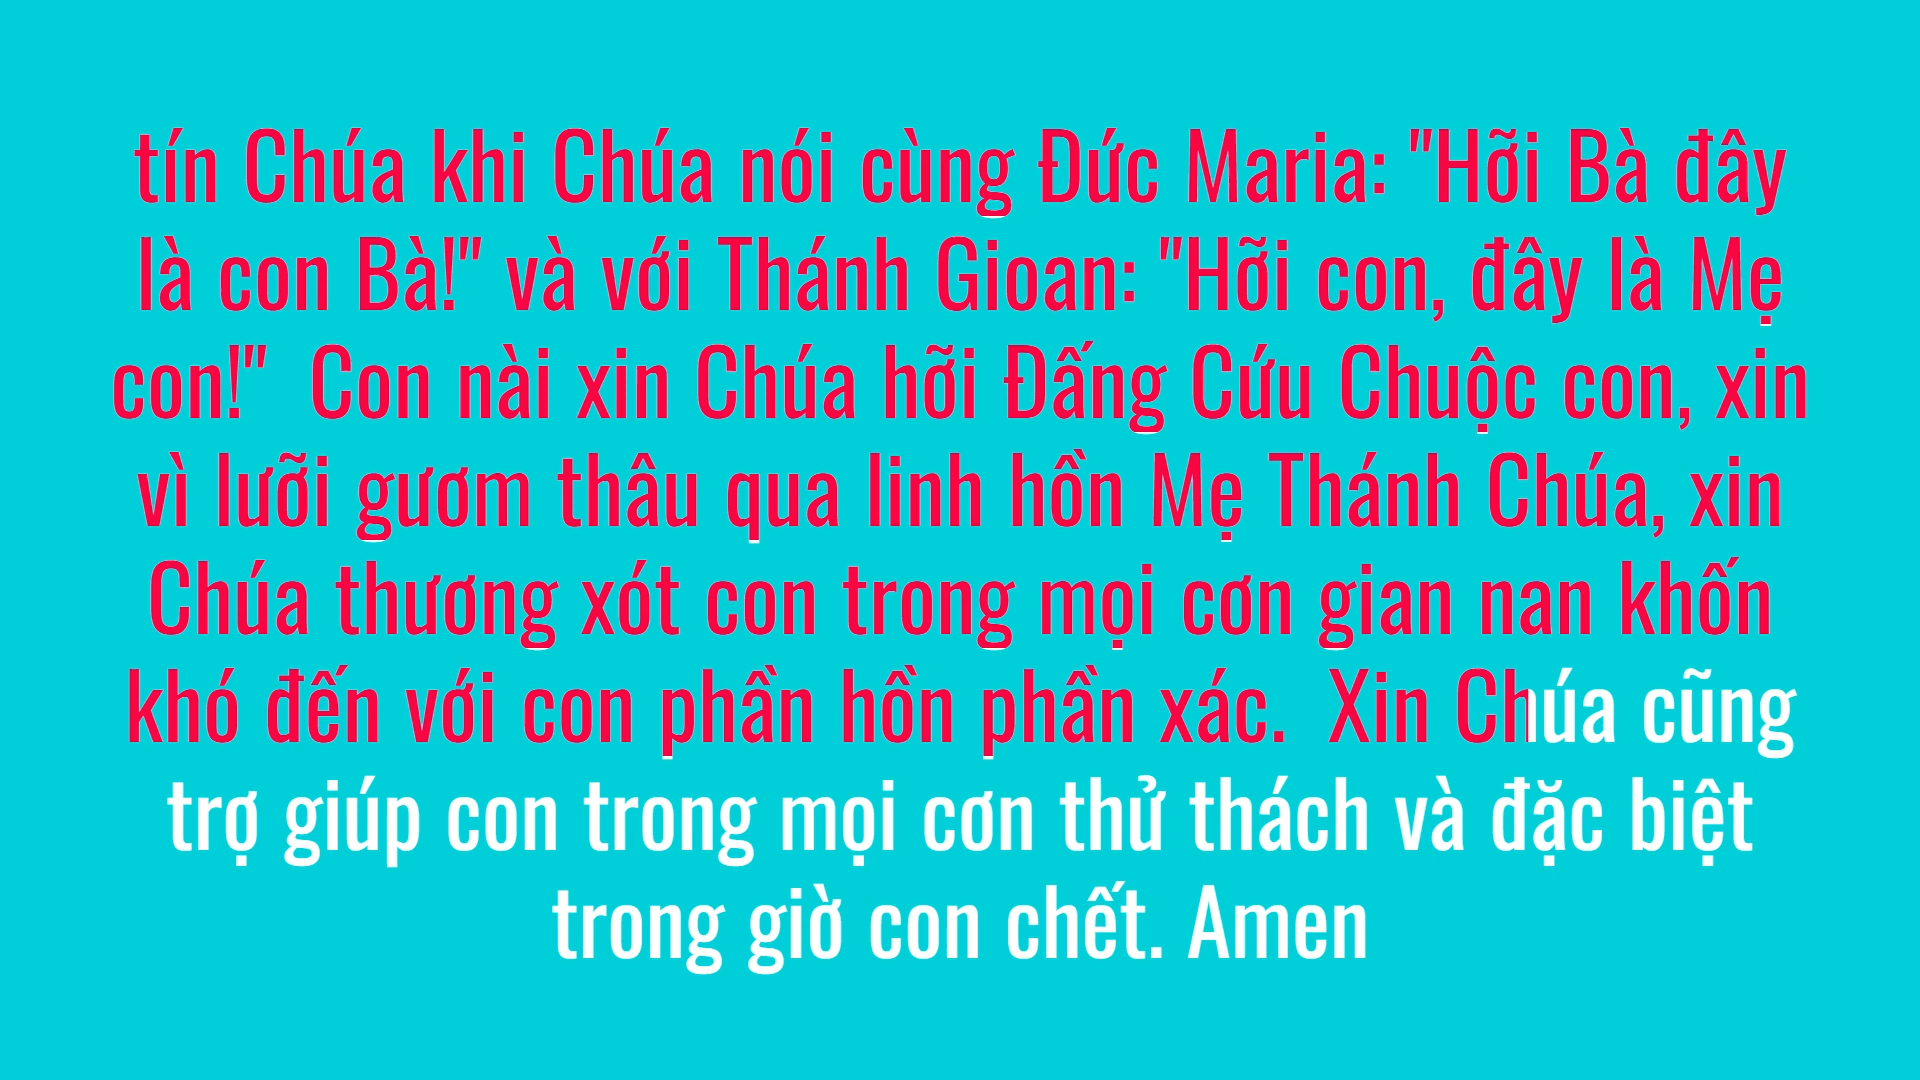 tín Chúa khi Chúa nói cùng Đức Maria: "Hỡi Bà đây
là con Bà!" và với Thánh Gioan: "Hỡi con, đây là Mẹ
con!"  Con nài xin Chúa hỡi Đấng Cứu Chuộc con, xin
vì lưỡi gươm thâu qua linh hồn Mẹ Thánh Chúa, xin
Chúa thương xót con trong mọi cơn gian nan khốn
khó đến với con phần hồn phần xác.  Xin Chúa cũng
trợ giúp con trong mọi cơn thử thách và đặc biệt
trong giờ con chết. Amen